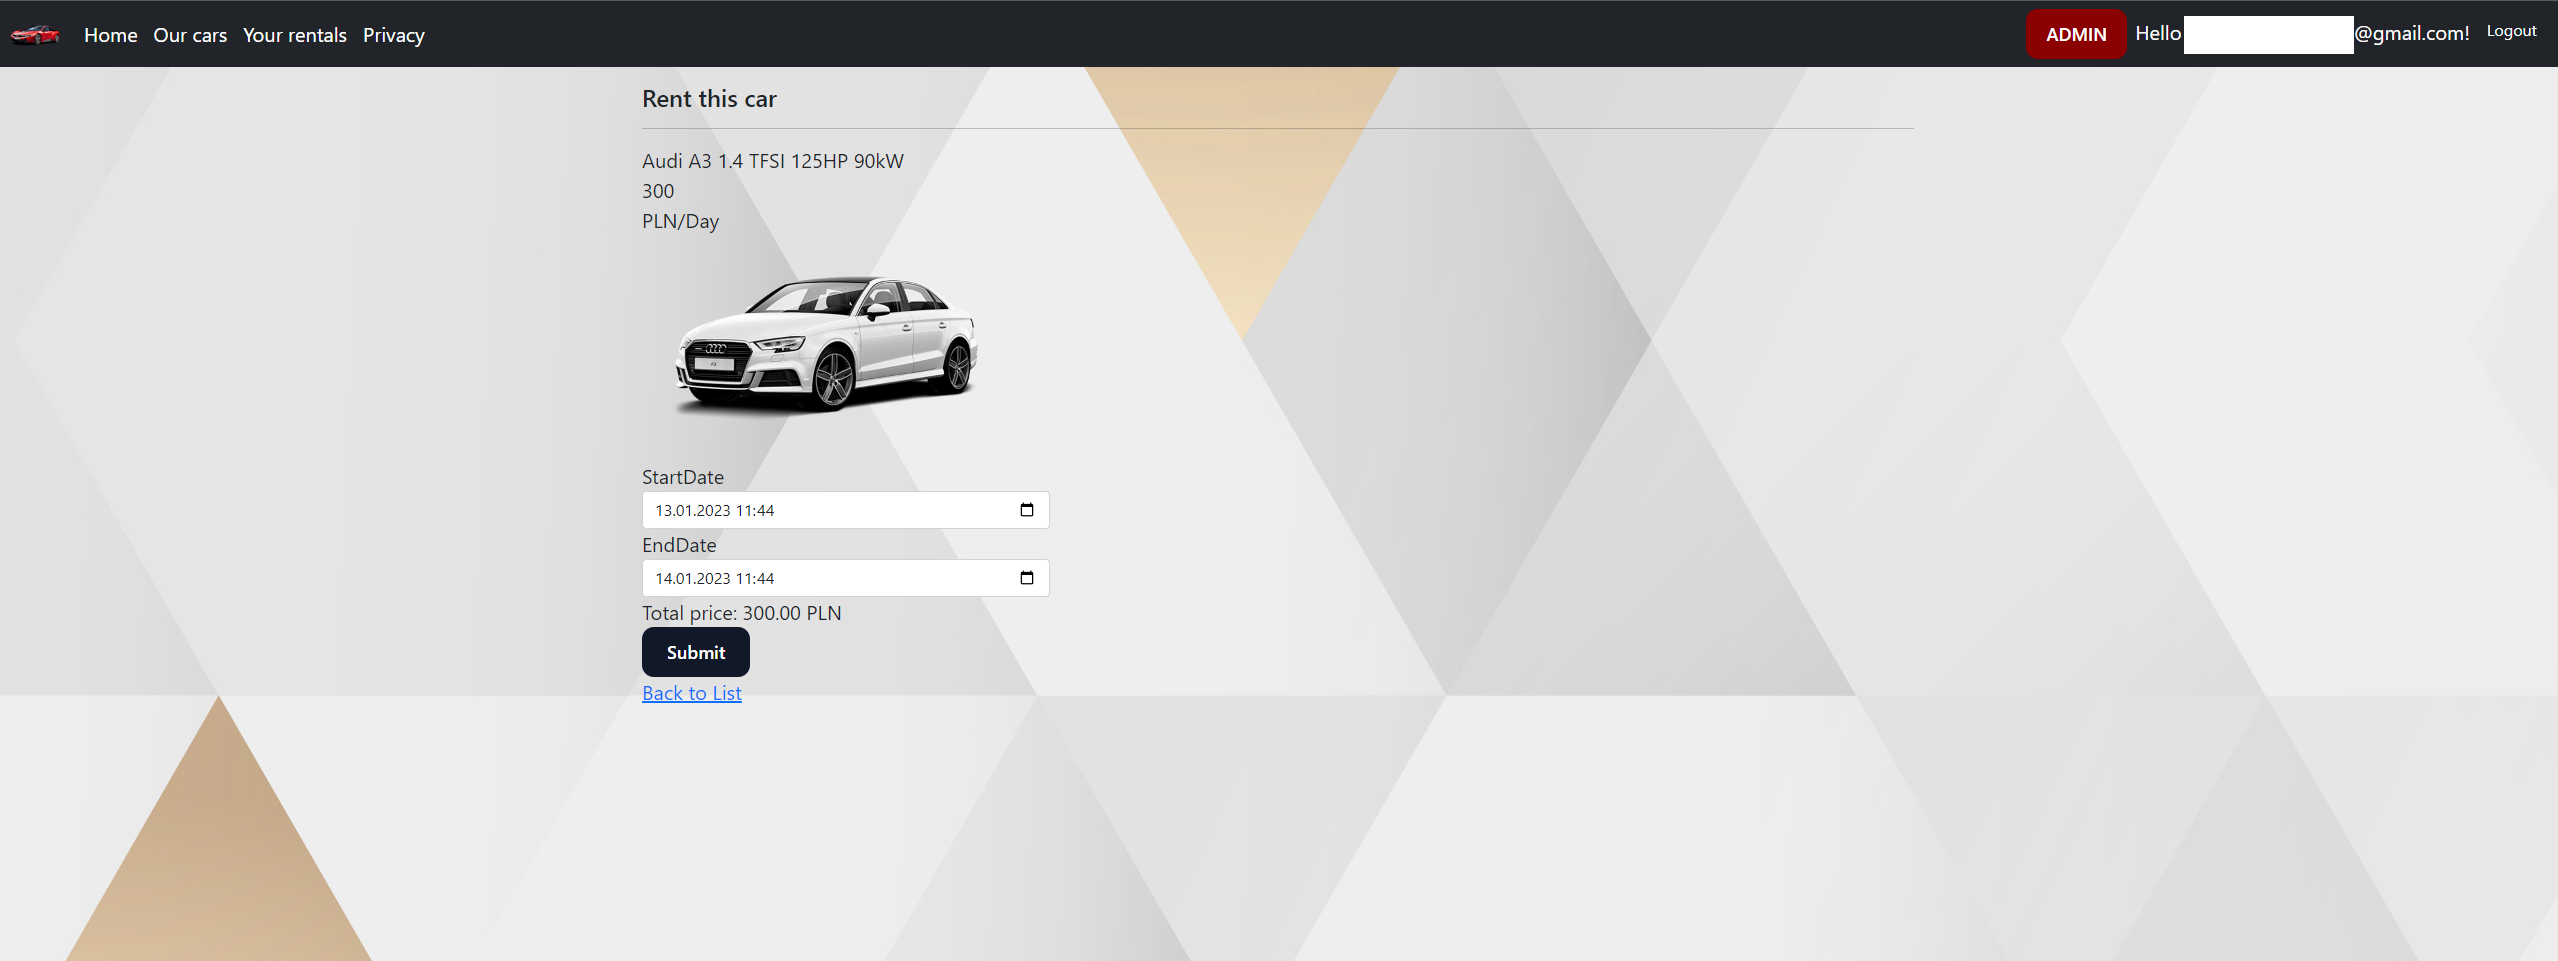 Home Our cars Your rentals Privacy ADMIN Hello @gmail.com! Logout
Rent this car
Audi A3 1.4 TFSI 125HP 90kW
300
PLN/Day
A3
StartDate
13.01.2023 11:44
EndDate
14.01.2023 11:44
Total price: 300.00 PLN
Submit
Back to List